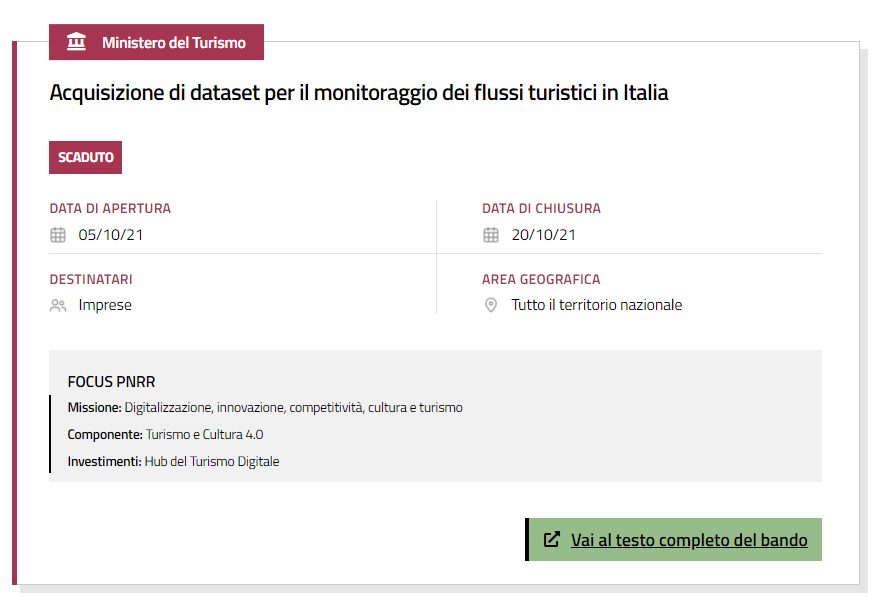 Ministero del Turismo
Acquisizione di dataset per il monitoraggio dei flussi turistici in Italia
SCADUTO
DATA DI APERTURA
05/10/21
DATA DI CHIUSURA
20/10/21
DESTINATARI
Imprese
AREA GEOGRAFICA
Tutto il territorio nazionale
FOCUS PNRR
Missione: Digitalizzazione, innovazione, competitività, cultura e turismo
Componente: Turismo e Cultura 4.0
Investimenti: Hub del Turismo Digitale
Vai al testo completo del bando